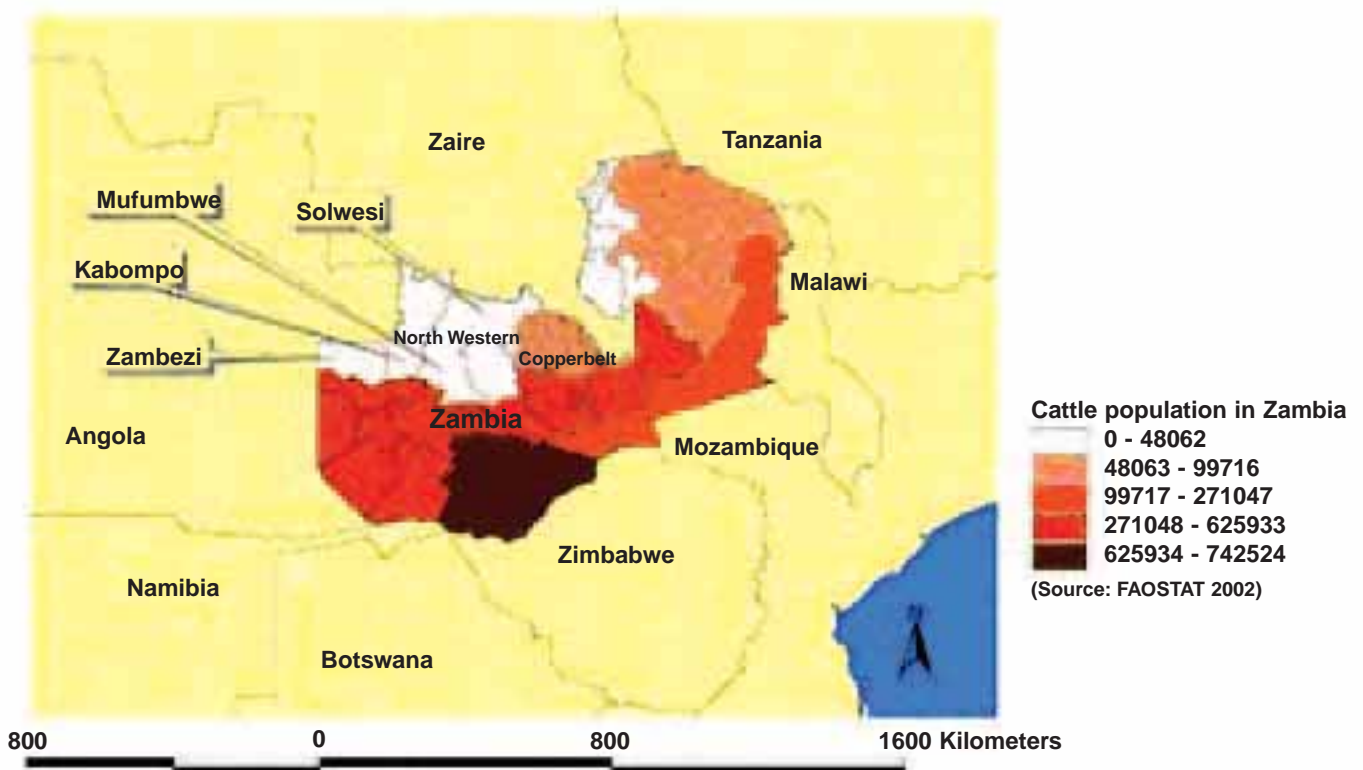 Zaire
Tanzania
Mufumbwe
Solwesi
Kabompo
Malawi
North Western
Zambezi
Copperbelt
Zambia
Angola
Mozambique
Zimbabwe
Namibia
Botswana
Cattle population in Zambia
0 - 48062
48063 - 99716
99717 - 271047
271048 - 625933
625934 - 742524
(Source: FAOSTAT 2002)
N
800 0 800 1600 Kilometers